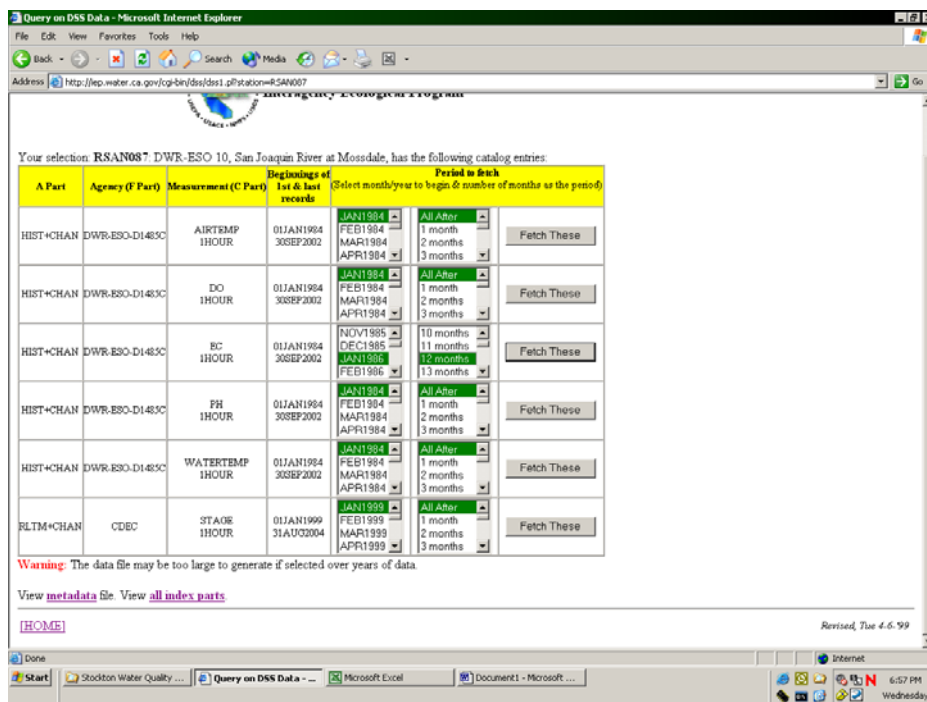 Query on DSS Data - Microsoft Internet Explorer
File Edit View Favorites Tools Help
Back Search Media
Address http://iep.water.ca.gov/cgi-bin/dss/dss1.pl?station=RSAN087 Go
Interagency Ecological Program
Your selection: RSAN087: DWR-ESO 10, San Joaquin River at Mossdale, has the following catalog entries:
A Part Agency (F Part) Measurement (C Part) Beginnings of 1st & last records Period to fetch
(Select month/year to begin & number of months as the period)
HIST+CHAN DWR-ESO-D1485C AIRTEMP 1HOUR 01JAN1984 30SEP2002 JAN1984 FEB1984 MAR1984 APR1984 All After 1 month 2 months 3 months Fetch These
HIST+CHAN DWR-ESO-D1485C DO 1HOUR 01JAN1984 30SEP2002 JAN1984 FEB1984 MAR1984 APR1984 All After 1 month 2 months 3 months Fetch These
HIST+CHAN DWR-ESO-D1485C EC 1HOUR 01JAN1984 30SEP2002 NOV1985 DEC1985 JAN1986 FEB1986 10 months 11 months 12 months 13 months Fetch These
HIST+CHAN DWR-ESO-D1485C PH 1HOUR 01JAN1984 30SEP2002 JAN1984 FEB1984 MAR1984 APR1984 All After 1 month 2 months 3 months Fetch These
HIST+CHAN DWR-ESO-D1485C WATERTEMP 1HOUR 01JAN1984 30SEP2002 JAN1984 FEB1984 MAR1984 APR1984 All After 1 month 2 months 3 months Fetch These
RLTM+CHAN CDEC STAGE 1HOUR 01JAN1999 31AUG2004 JAN1999 FEB1999 MAR1999 APR1999 All After 1 month 2 months 3 months Fetch These
Warning: The data file may be too large to generate if selected over years of data.
View metadata file. View all index parts.
[HOME] Revised, Tue 4-6-'99
Done Internet
Start Stockton Water Quality ... Query on DSS Data - ... Microsoft Excel Document1 - Microsoft ... 6:57 PM
Wednesday